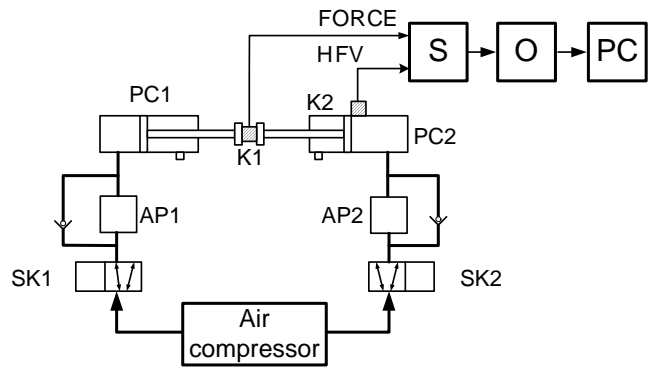 FORCE
HFV
S
O
PC
PC1
K2
K1
PC2
AP1
AP2
SK1
SK2
Air
compressor